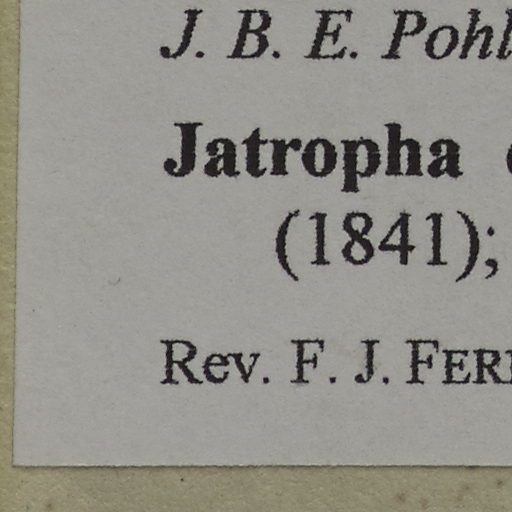 J. B. E. Pohl
Jatropha
(1841);
Rev. F. J. FER